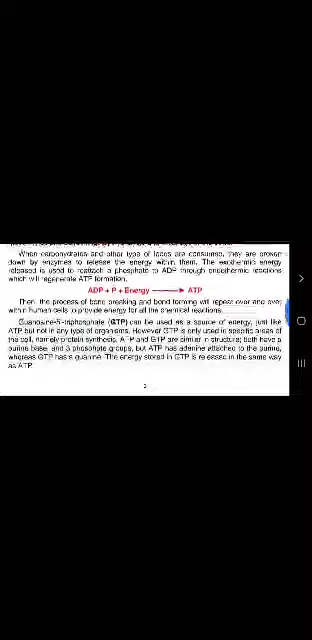 When carbohydrates and other type of foods are consumed, they are broken
down by enzymes to release the energy within them. The exothermic energy
released is used to reattach a phosphate to ADP through endothermic reactions
which will regenerate ATP formation.
ADP + P + Energy ⟶ ATP
Then, the process of bond breaking and bond forming will repeat over and over
within human cells to provide energy for all the chemical reactions.
Guanosine-5-triphosphate (GTP) can be used as a source of energy, just like
ATP but not in any type of organisms. However GTP is only used in specific areas of
the cell, namely protein synthesis. ATP and GTP are similar in structure; both have a
purine base, and 3 phosphate groups, but ATP has adenine attached to the purine,
whereas GTP has a guanine. The energy stored in GTP is released in the same way
as ATP.